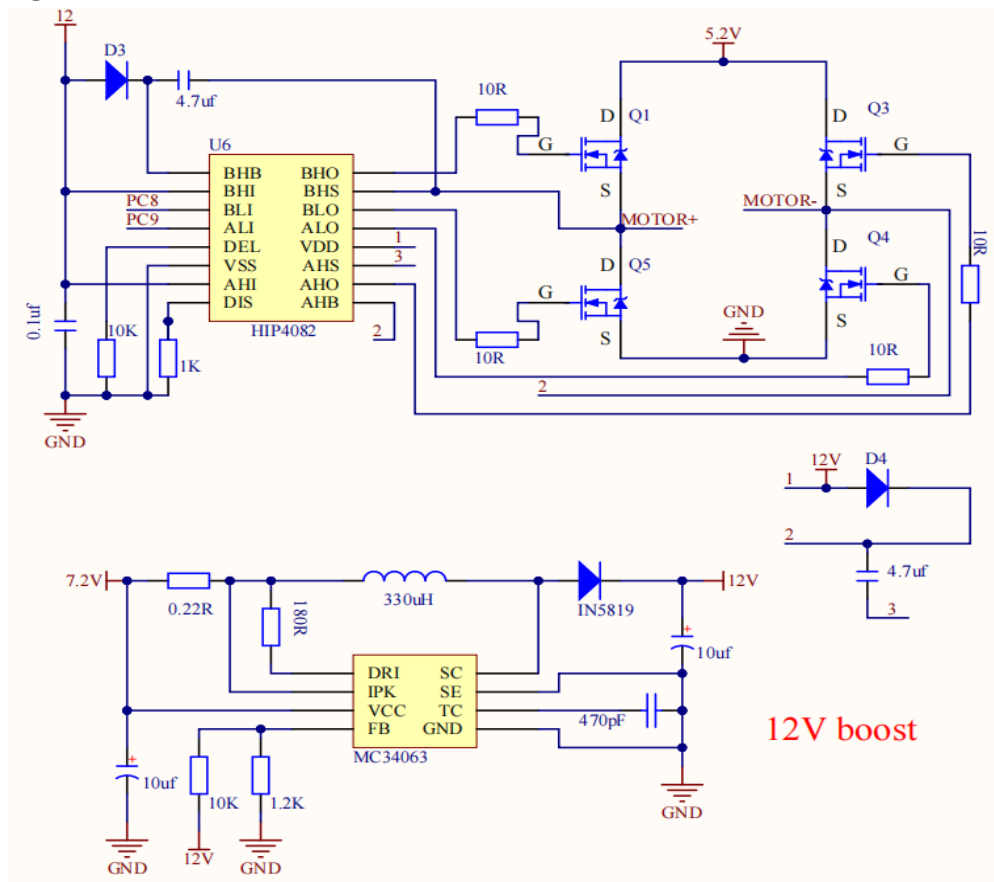 12
D3
4.7uf
5.2V
10R
D
Q1
G
S
D
Q3
G
S
U6
BHB
BHI
BLI
ALI
DEL
VSS
AHI
DIS
BHO
BHS
BLO
ALO
VDD
AHS
AHO
AHB
HIP4082
PC8
PC9
1
3
2
MOTOR+
MOTOR-
D
Q5
G
S
D
Q4
G
S
10R
10R
10R
GND
0.1uf
10K
1K
GND
2
12V
D4
1
2
4.7uf
3
7.2V
0.22R
180R
330uH
IN5819
12V
10uf
DRI
IPK
VCC
FB
SC
SE
TC
GND
MC34063
470pF
10uf
10K
1.2K
GND
12V
GND
GND
12V boost